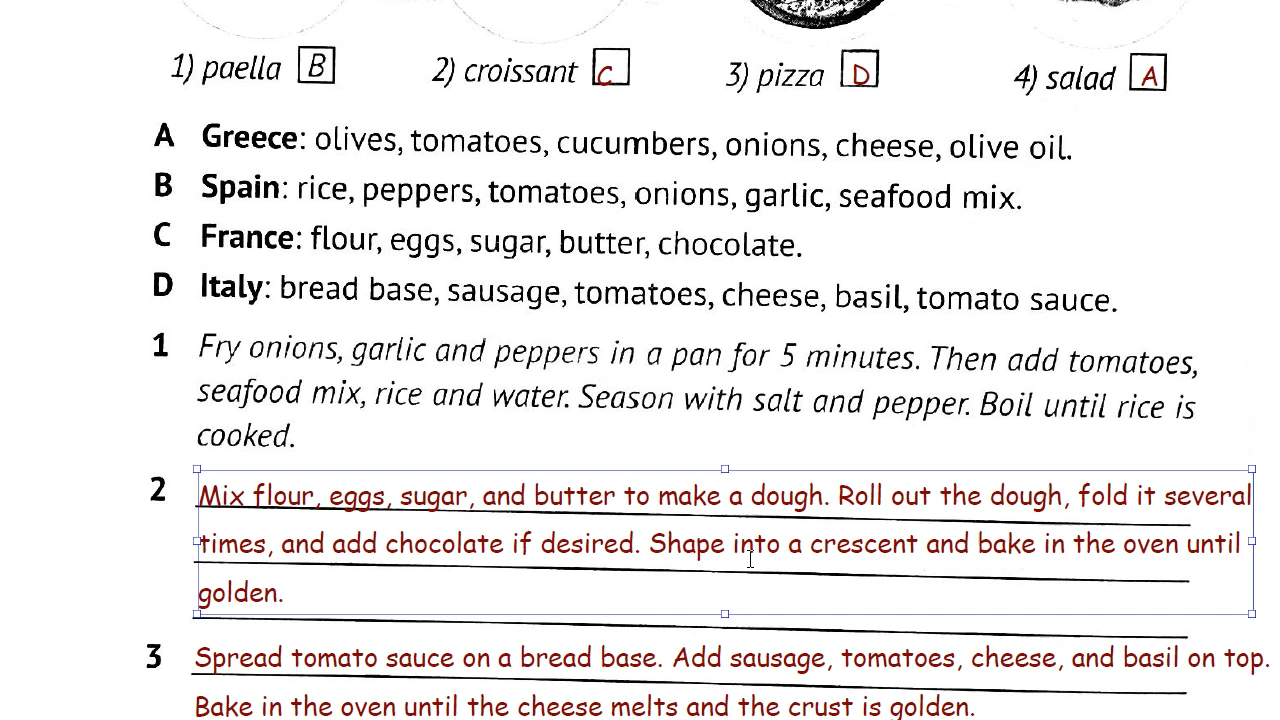 1) paella B 2) croissant C 3) pizza D 4) salad A
A Greece: olives, tomatoes, cucumbers, onions, cheese, olive oil.
B Spain: rice, peppers, tomatoes, onions, garlic, seafood mix.
C France: flour, eggs, sugar, butter, chocolate.
D Italy: bread base, sausage, tomatoes, cheese, basil, tomato sauce.
1 Fry onions, garlic and peppers in a pan for 5 minutes. Then add tomatoes,
seafood mix, rice and water. Season with salt and pepper. Boil until rice is
cooked.
2 Mix flour, eggs, sugar, and butter to make a dough. Roll out the dough, fold it several
times, and add chocolate if desired. Shape into a crescent and bake in the oven until
golden.
3 Spread tomato sauce on a bread base. Add sausage, tomatoes, cheese, and basil on top.
Bake in the oven until the cheese melts and the crust is golden.